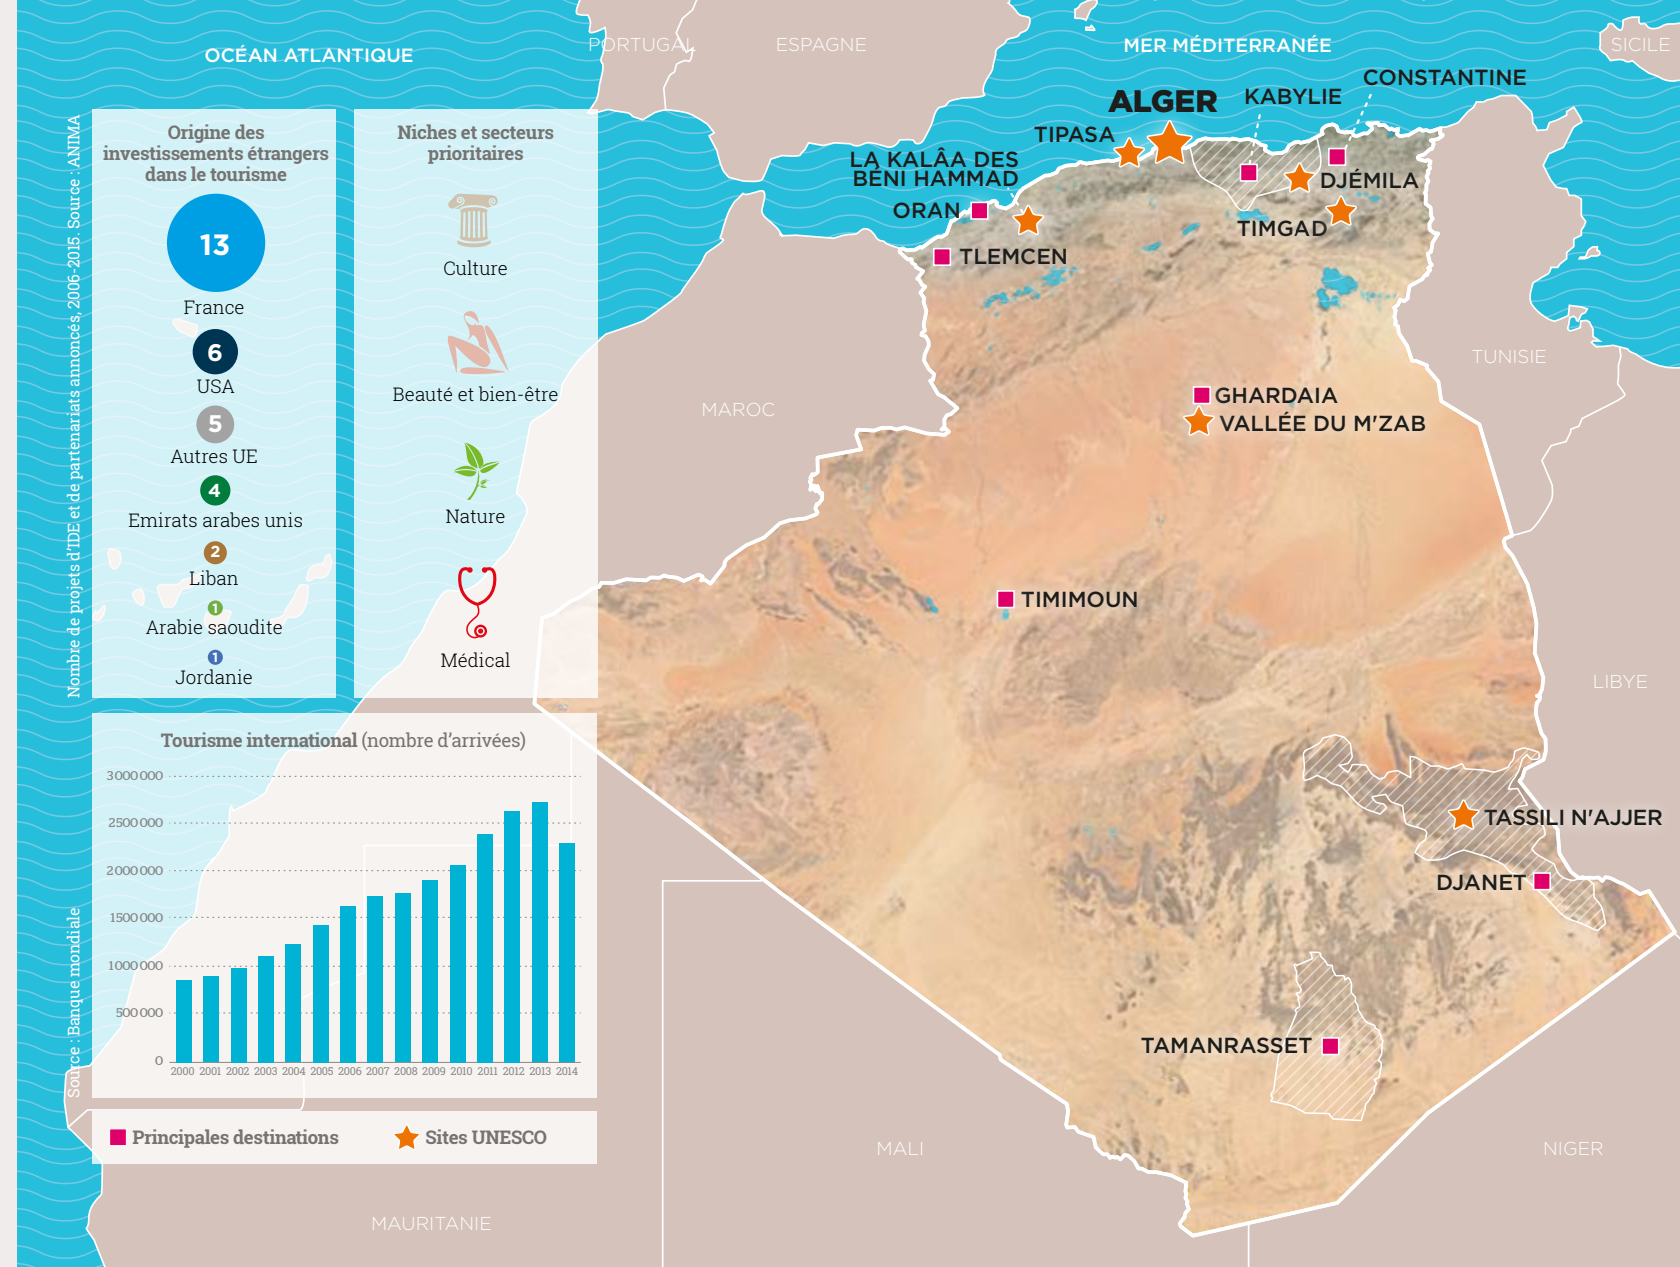 OCÉAN ATLANTIQUE
PORTUGAL
ESPAGNE
MER MÉDITERRANÉE
SICILE
CONSTANTINE
KABYLIE
ALGER
TIPASA
LA KALÂA DES
BÉNI HAMMAD
DJÉMILA
ORAN
TIMGAD
TLEMCEN
TUNISIE
MAROC
GHARDAIA
VALLÉE DU M'ZAB
TIMIMOUN
LIBYE
TASSILI N'AJJER
DJANET
TAMANRASSET
MALI
NIGER
MAURITANIE
Nombre de projets d'IDE et de partenariats annoncés, 2006-2015. Source : ANIMA
Origine des
investissements étrangers
dans le tourisme
13
France
6
USA
5
Autres UE
4
Emirats arabes unis
2
Liban
1
Arabie saoudite
1
Jordanie
Niches et secteurs
prioritaires
Culture
Beauté et bien-être
Nature
Médical
Tourisme international (nombre d'arrivées)
3000000
2500000
2000000
1500000
1000000
500000
0
2000 2001 2002 2003 2004 2005 2006 2007 2008 2009 2010 2011 2012 2013 2014
Source : Banque mondiale
Principales destinations
Sites UNESCO